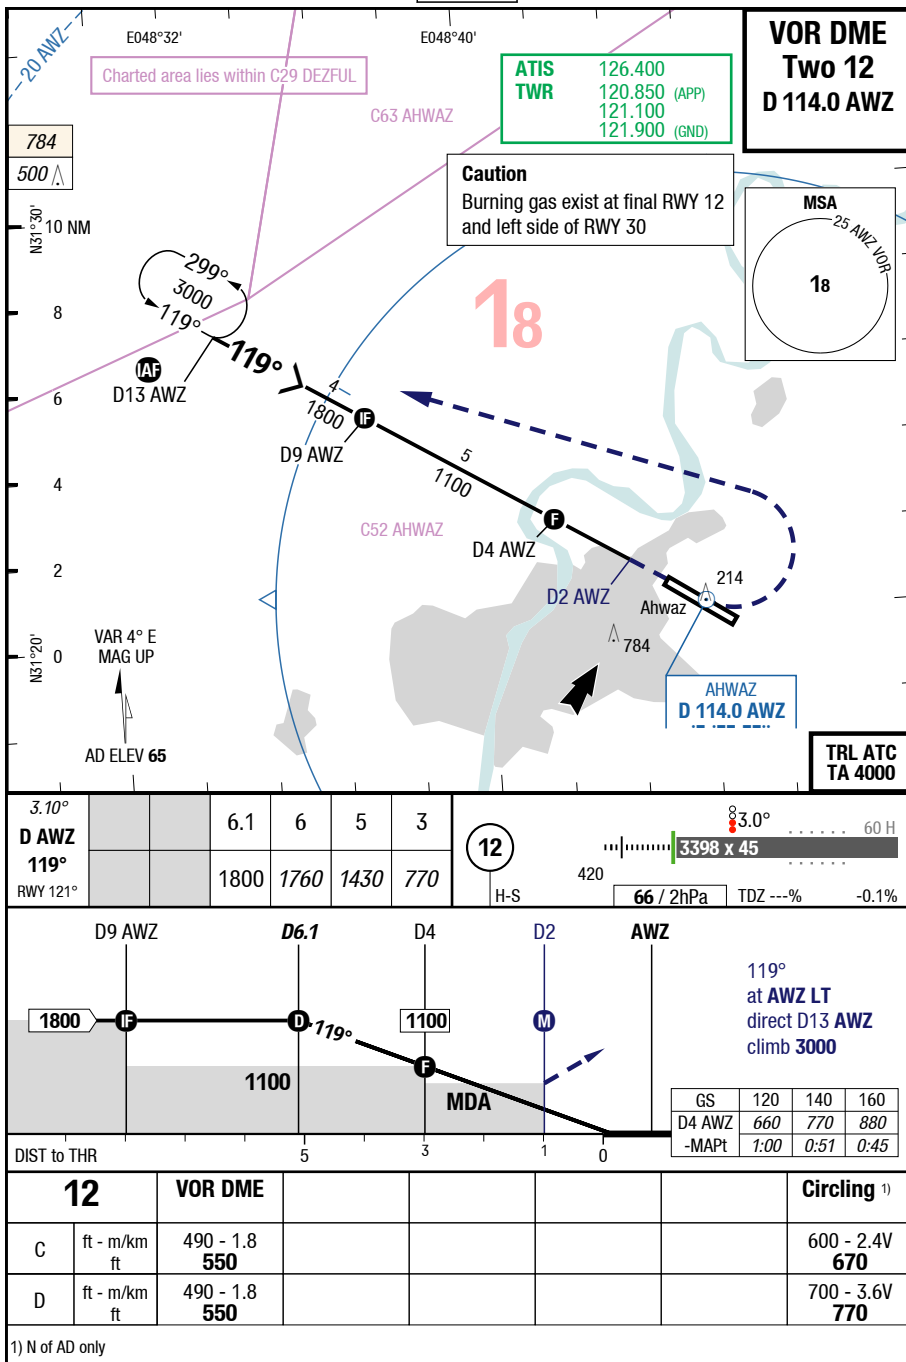 20 AWZ
E048°32'
E048°40'
VOR DME
Two 12
D 114.0 AWZ
Charted area lies within C29 DEZFUL
ATIS 126.400
TWR 120.850 (APP)
121.100
121.900 (GND)
C63 AHWAZ
784
500
Caution
Burning gas exist at final RWY 12
and left side of RWY 30
MSA
25 AWZ VOR
18
N31°30'
10 NM
8
6
4
2
0
N31°20'
299°
3000
119°
18
IAF
D13 AWZ
119°
4
1800
IF
D9 AWZ
5
1100
C52 AHWAZ
F
D4 AWZ
D2 AWZ
214
Ahwaz
784
VAR 4° E
MAG UP
AD ELEV 65
AHWAZ
D 114.0 AWZ
TRL ATC
TA 4000
3.10°
D AWZ 6.1 6 5 3
119°
RWY 121° 1800 1760 1430 770
12
H-S
3.0°
60 H
3398 x 45
420
66 / 2hPa TDZ ---% -0.1%
D9 AWZ D6.1 D4 D2 AWZ
1800 IF D 119° 1100 M
119°
at AWZ LT
direct D13 AWZ
climb 3000
F
1100
MDA
GS 120 140 160
D4 AWZ 660 770 880
-MAPt 1:00 0:51 0:45
DIST to THR 5 3 1 0
12 VOR DME Circling 1)
C ft - m/km 490 - 1.8 600 - 2.4V
ft 550 670
D ft - m/km 490 - 1.8 700 - 3.6V
ft 550 770
1) N of AD only